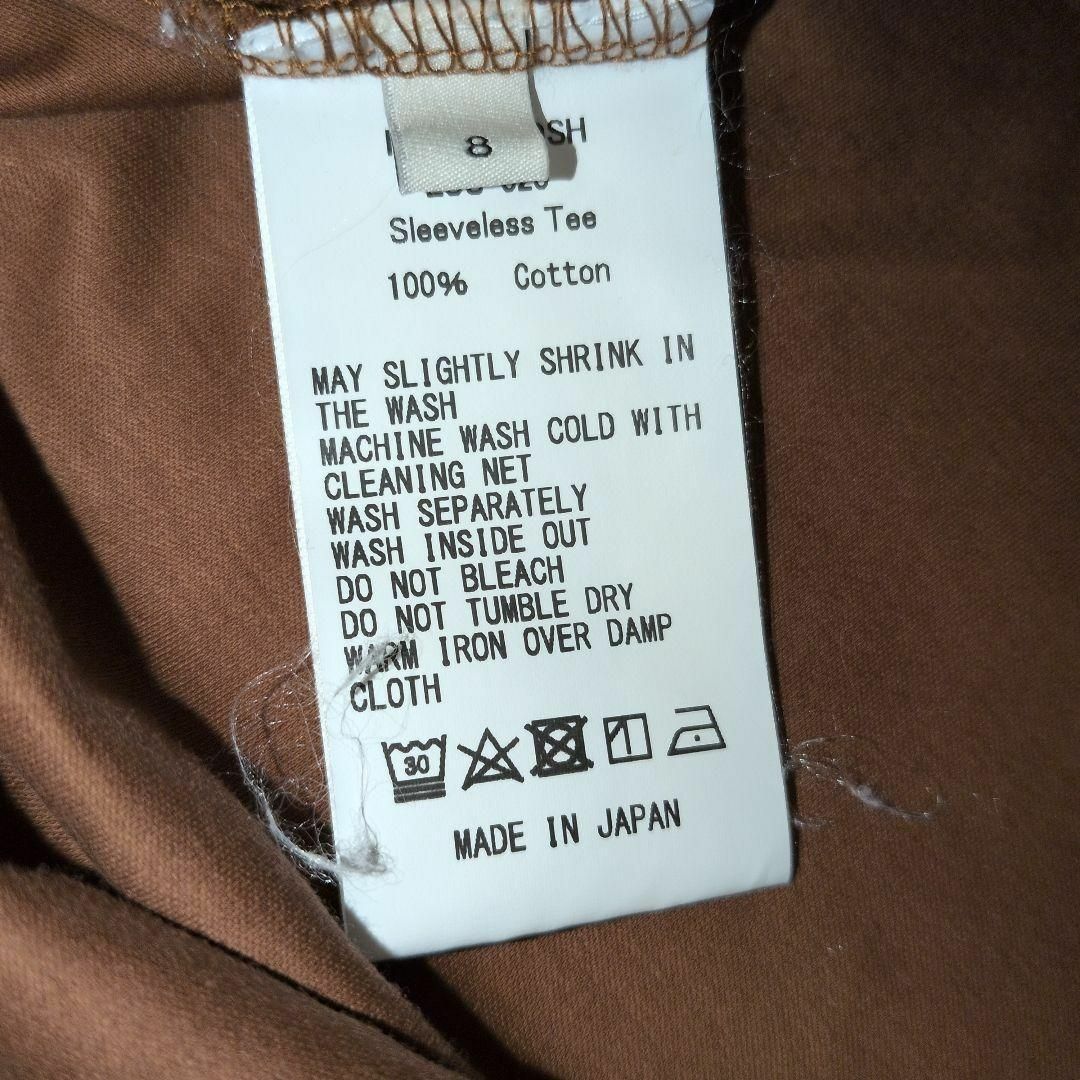 8
Sleeveless Tee
100% Cotton
MAY SLIGHTLY SHRINK IN
THE WASH
MACHINE WASH COLD WITH
CLEANING NET
WASH SEPARATELY
WASH INSIDE OUT
DO NOT BLEACH
DO NOT TUMBLE DRY
WARM IRON OVER DAMP
CLOTH
30
MADE IN JAPAN